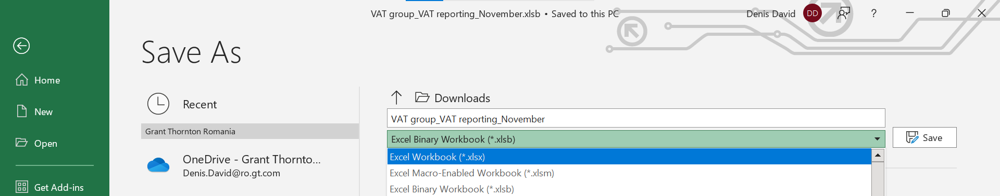 VAT group_VAT reporting_November.xlsb • Saved to this PC
Denis David
DD
?
Save As
Home
New
Open
Get Add-ins
Recent
Grant Thornton Romania
OneDrive - Grant Thornto...
Denis.David@ro.gt.com
Downloads
VAT group_VAT reporting_November
Excel Binary Workbook (*.xlsb)
Save
Excel Workbook (*.xlsx)
Excel Macro-Enabled Workbook (*.xlsm)
Excel Binary Workbook (*.xlsb)